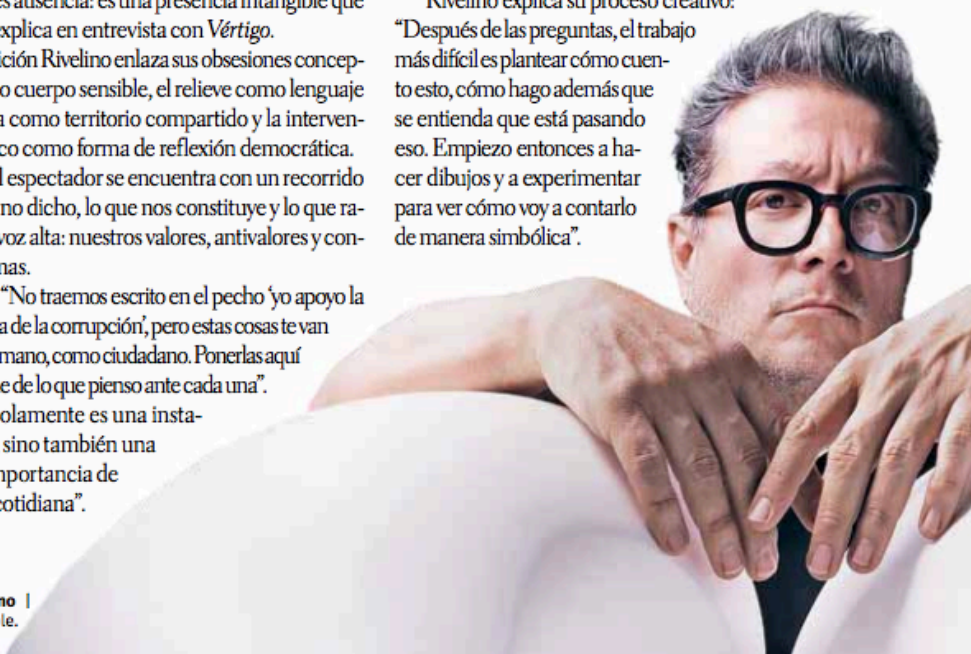 es ausencia: es una presencia intangible que
explica en entrevista con Vértigo.
ición Rivelino enlaza sus obsesiones concep-
o cuerpo sensible, el relieve como lenguaje
a como territorio compartido y la interven-
co como forma de reflexión democrática.
l espectador se encuentra con un recorrido
no dicho, lo que nos constituye y lo que ra-
voz alta: nuestros valores, antivalores y con-
mas.
“No traemos escrito en el pecho ‘yo apoyo la
a de la corrupción’, pero estas cosas te van
mano, como ciudadano. Ponerlas aquí
e de lo que pienso ante cada una”.
olamente es una insta-
sino también una
mportancia de
cotidiana”.
no |
le.
Rivelino explica su proceso creativo:
“Después de las preguntas, el trabajo
más difícil es plantear cómo cuen-
to esto, cómo hago además que
se entienda que está pasando
eso. Empiezo entonces a ha-
cer dibujos y a experimentar
para ver cómo voy a contarlo
de manera simbólica”.